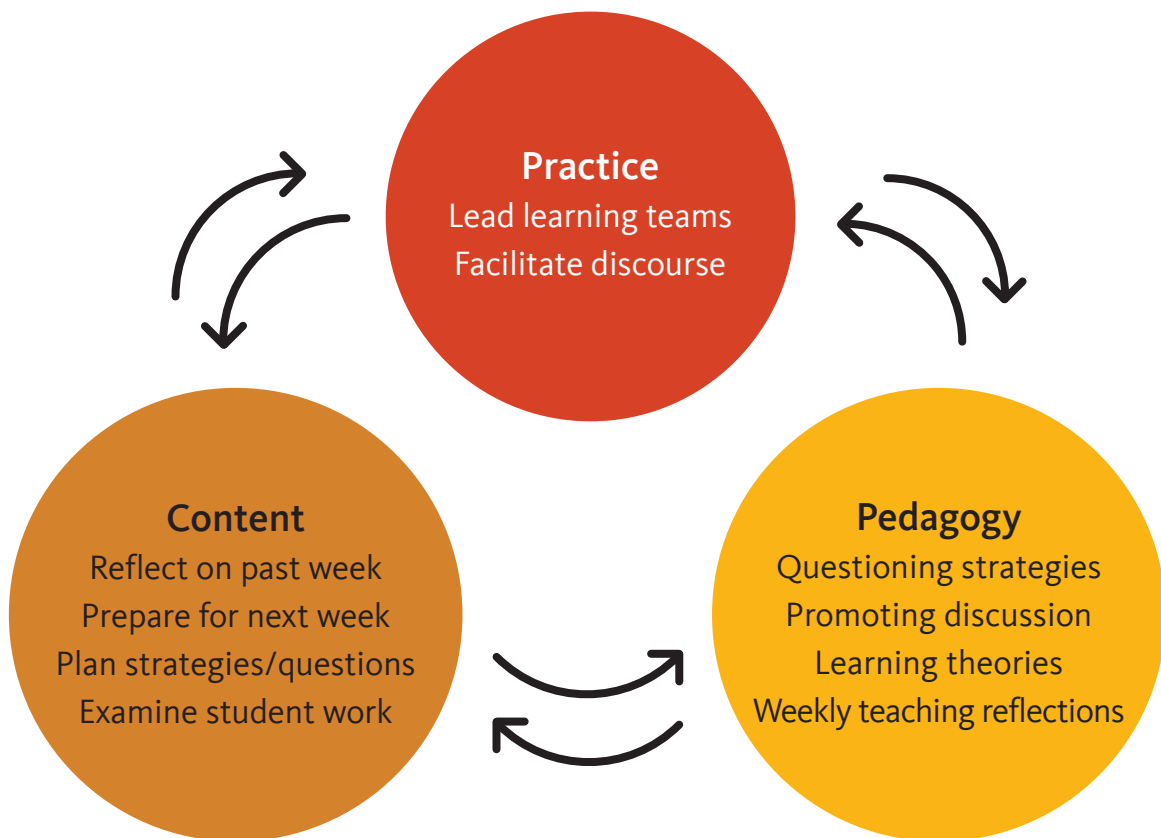 Practice
Lead learning teams
Facilitate discourse
Content
Reflect on past week
Prepare for next week
Plan strategies/questions
Examine student work
Pedagogy
Questioning strategies
Promoting discussion
Learning theories
Weekly teaching reflections